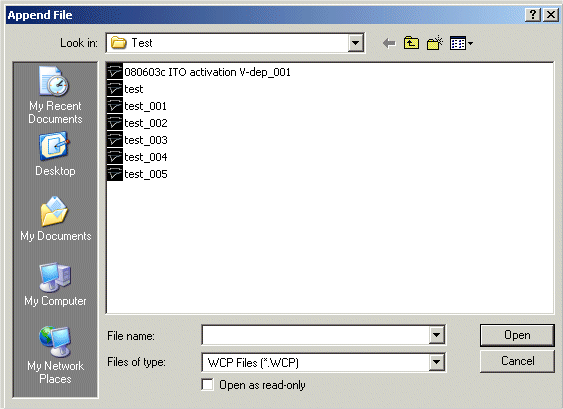 Append File
Look in: Test
080603c ITO activation V-dep_001
test
test_001
test_002
test_003
test_004
test_005
My Recent
Documents
Desktop
My Documents
My Computer
My Network
Places
File name:
Open
Files of type: WCP Files (*.WCP)
Cancel
Open as read-only